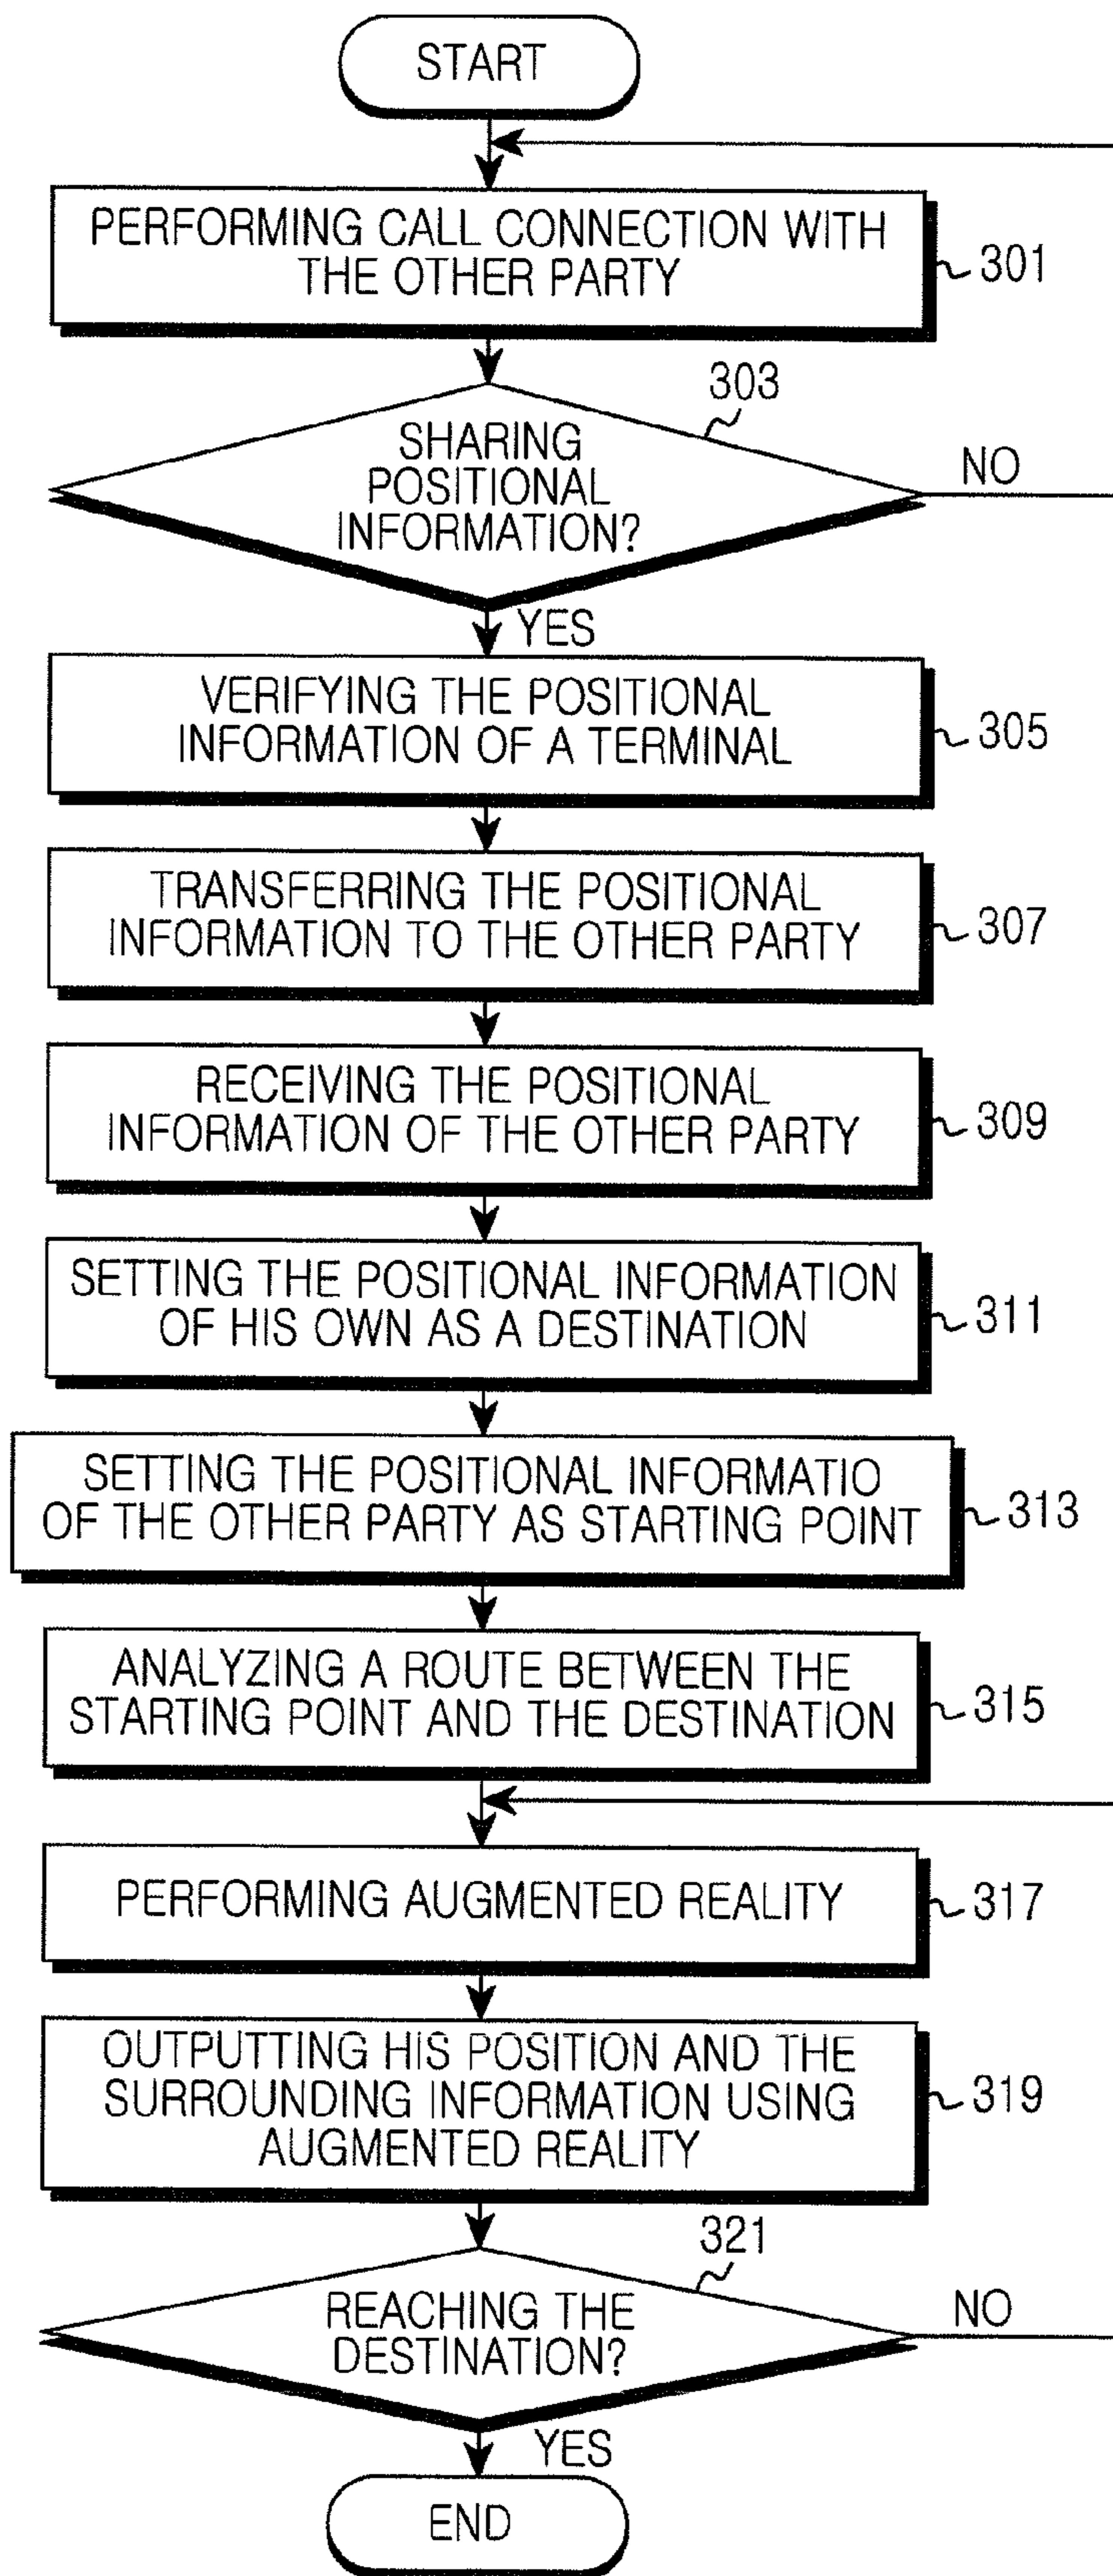 START
PERFORMING CALL CONNECTION WITH
THE OTHER PARTY
301
303
SHARING
POSITIONAL
INFORMATION?
NO
YES
VERIFYING THE POSITIONAL
INFORMATION OF A TERMINAL
305
TRANSFERRING THE POSITIONAL
INFORMATION TO THE OTHER PARTY
307
RECEIVING THE POSITIONAL
INFORMATION OF THE OTHER PARTY
309
SETTING THE POSITIONAL INFORMATION
OF HIS OWN AS A DESTINATION
311
SETTING THE POSITIONAL INFORMATIO
OF THE OTHER PARTY AS STARTING POINT
313
ANALYZING A ROUTE BETWEEN THE
STARTING POINT AND THE DESTINATION
315
PERFORMING AUGMENTED REALITY
317
OUTPUTTING HIS POSITION AND THE
SURROUNDING INFORMATION USING
AUGMENTED REALITY
319
321
REACHING THE
DESTINATION?
NO
YES
END